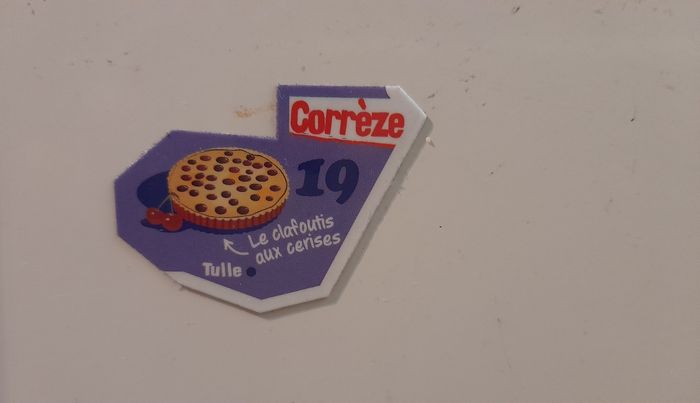 Corrèze
19
Le clafoutis
aux cerises
Tulle